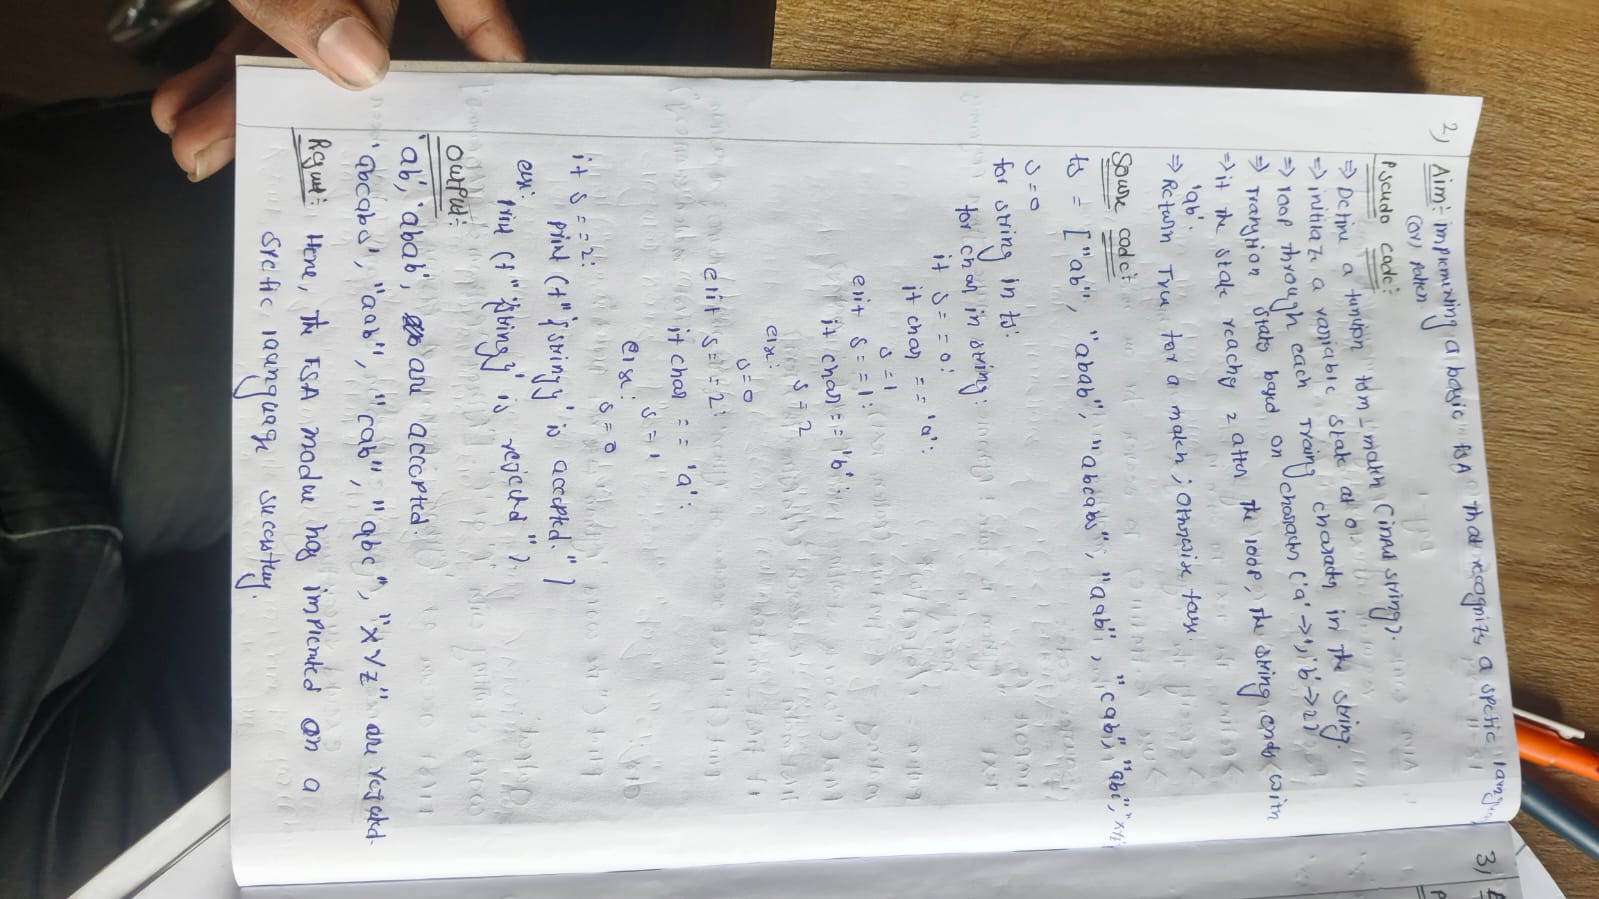 2) Aim:- implementing a basic FSA that recognizes a specific
(or) pattern
Pseudo code:-
=> Define a function fsm_match (input string).
=> initialize a variable state at 0.
=> loop through each character in the string.
=> Transition states based on characters ('a'->1, 'b'->2)
=> if the state reaches 2 after the loop, the string ends with
'ab'.
=> Return True for a match; otherwise false.
Source code:-
ts = ["ab", "abab", "abcabs", "aab", "cab", "abc", "xyz
s=0
for string in ts:
for char in string:
if s==0:
if char == 'a':
s=1
elif s==1:
if char == 'b':
s=2
else:
s=0
elif s==2:
if char == 'a':
s=1
else:
s=0
if s==2:
print (f"'{string}' is accepted.")
else:
print (f"'{string}' is rejected")
OUTPUT:-
'ab', 'abab', are accepted.
'abcabs', "aab", "cab", "abc", "xyz" are rejected.
Result:- Here, the FSA module has implemented on a
specific language successfully.
3)